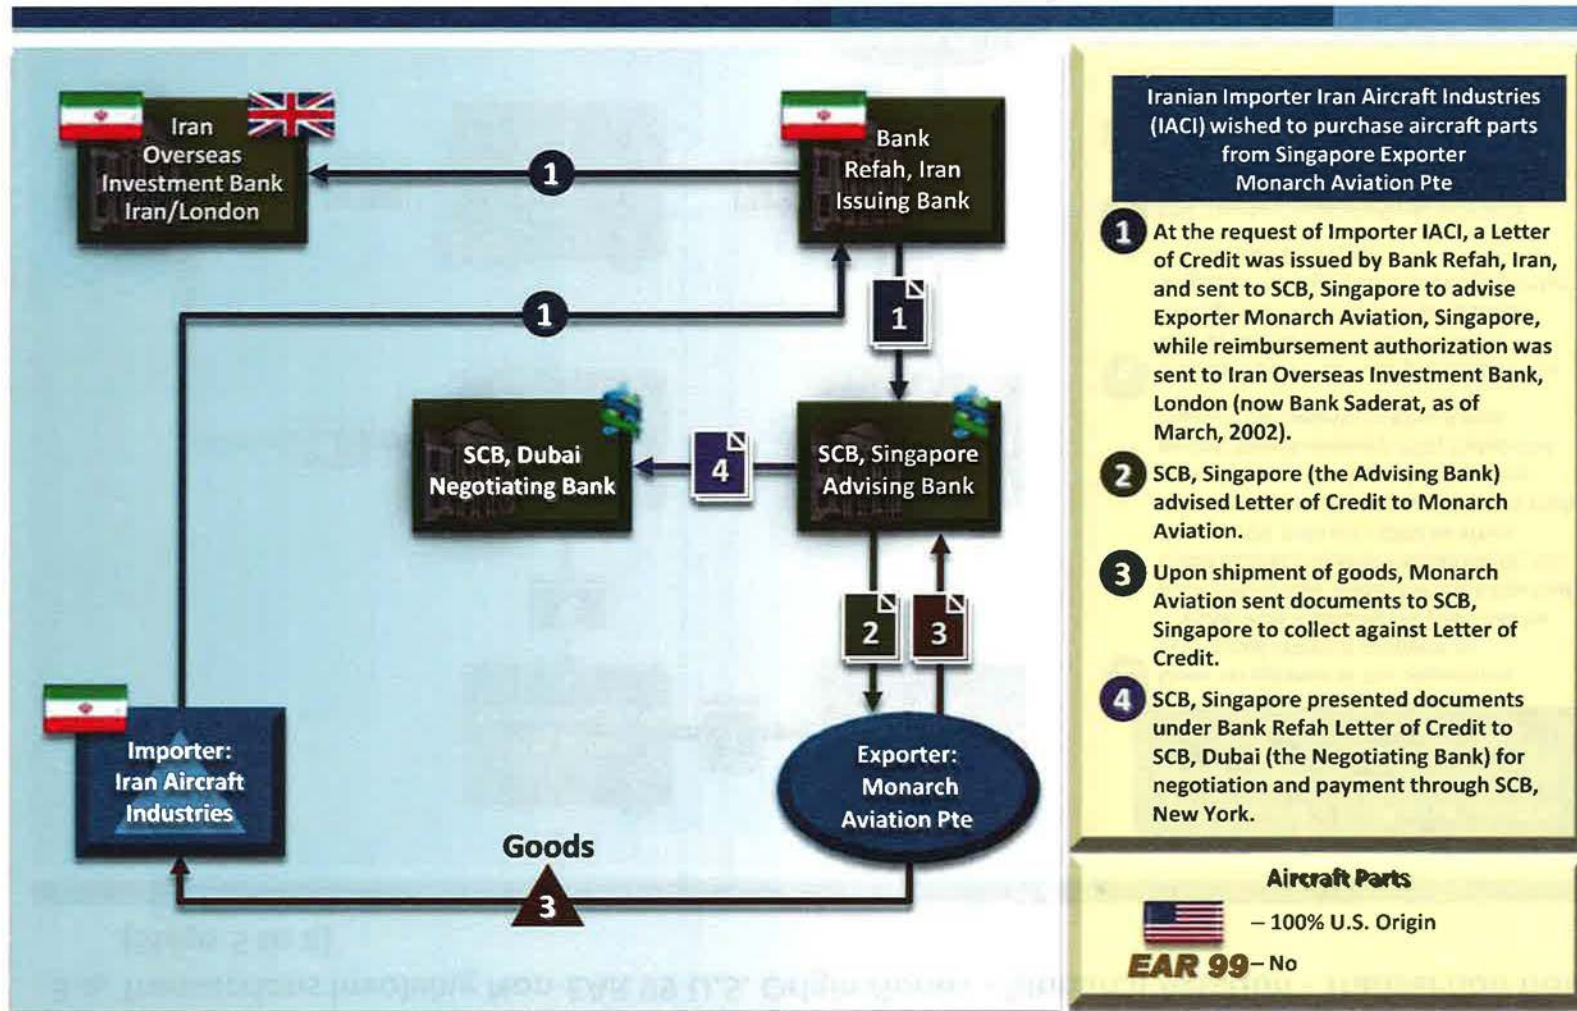 Iran
Overseas
Investment Bank
Iran/London
1
Bank
Refah, Iran
Issuing Bank
1
1
SCB, Dubai
Negotiating Bank
4
SCB, Singapore
Advising Bank
2
3
Importer:
Iran Aircraft
Industries
Exporter:
Monarch
Aviation Pte
Goods
3
Iranian Importer Iran Aircraft Industries
(IACI) wished to purchase aircraft parts
from Singapore Exporter
Monarch Aviation Pte
1 At the request of Importer IACI, a Letter
of Credit was issued by Bank Refah, Iran,
and sent to SCB, Singapore to advise
Exporter Monarch Aviation, Singapore,
while reimbursement authorization was
sent to Iran Overseas Investment Bank,
London (now Bank Saderat, as of
March, 2002).
2 SCB, Singapore (the Advising Bank)
advised Letter of Credit to Monarch
Aviation.
3 Upon shipment of goods, Monarch
Aviation sent documents to SCB,
Singapore to collect against Letter of
Credit.
4 SCB, Singapore presented documents
under Bank Refah Letter of Credit to
SCB, Dubai (the Negotiating Bank) for
negotiation and payment through SCB,
New York.
Aircraft Parts
– 100% U.S. Origin
EAR 99 – No